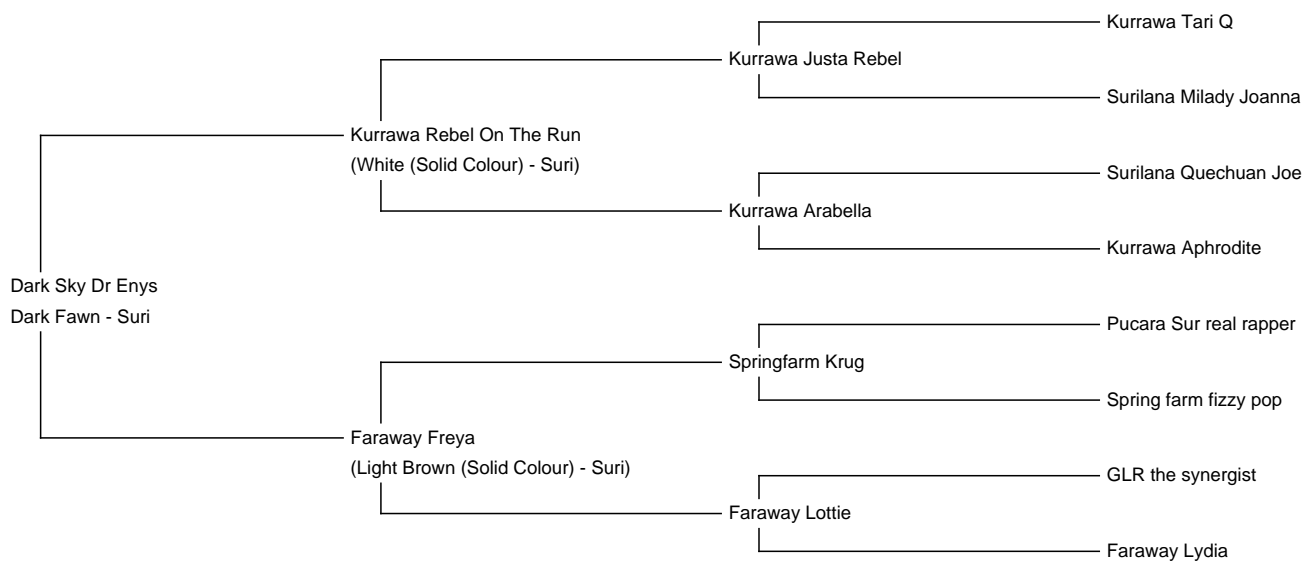 Kurrawa Tari Q
Kurrawa Justa Rebel
Surilana Milady Joanna
Kurrawa Rebel On The Run
(White (Solid Colour) - Suri)
Surilana Quechuan Joe
Kurrawa Arabella
Kurrawa Aphrodite
Dark Sky Dr Enys
Dark Fawn - Suri
Pucara Sur real rapper
Springfarm Krug
Spring farm fizzy pop
Faraway Freya
(Light Brown (Solid Colour) - Suri)
GLR the synergist
Faraway Lottie
Faraway Lydia